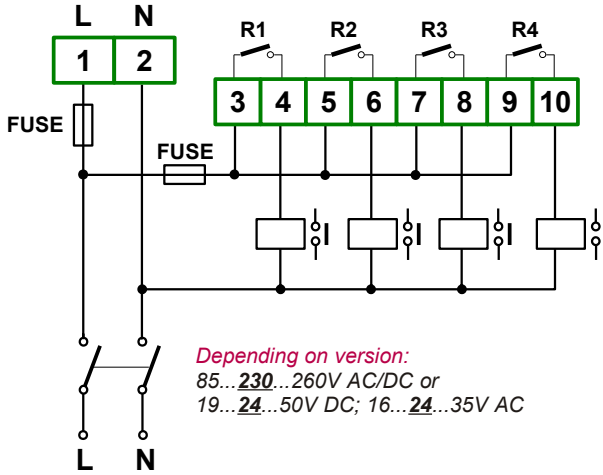 L N
R1 R2 R3 R4
1 2
3 4 5 6 7 8 9 10
FUSE
FUSE
Depending on version:
85...230...260V AC/DC or
19...24...50V DC; 16...24...35V AC
L N